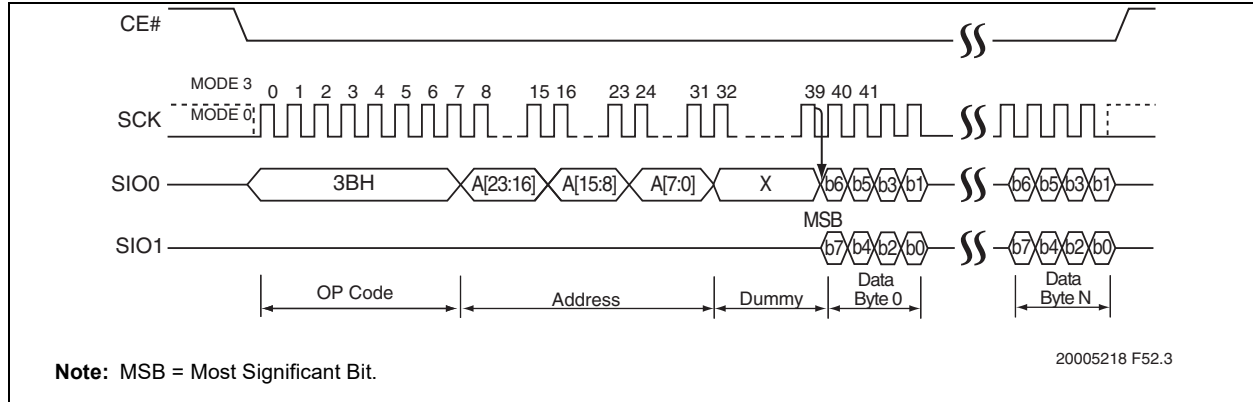 CE#
MODE 3
0 1 2 3 4 5 6 7 8 15 16 23 24 31 32 39 40 41
SCK
MODE 0
SIO0
3BH
A[23:16]
A[15:8]
A[7:0]
X
b6 b5 b3 b1
b6 b5 b3 b1
MSB
SIO1
b7 b4 b2 b0
b7 b4 b2 b0
OP Code
Address
Dummy
Data
Byte 0
Data
Byte N
20005218 F52.3
Note: MSB = Most Significant Bit.